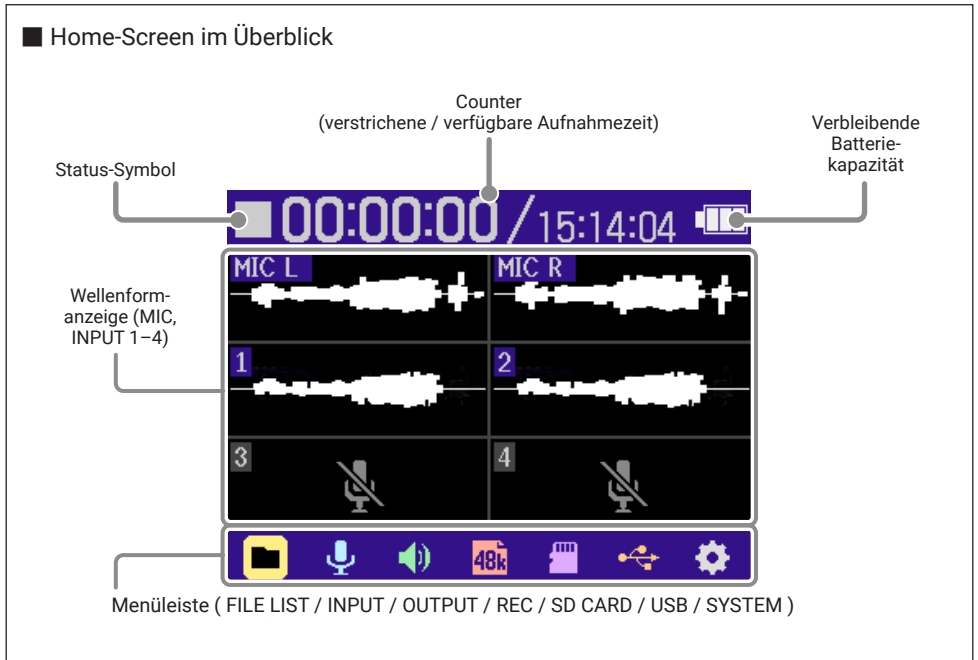 ■ Home-Screen im Überblick
Counter
(verstrichene / verfügbare Aufnahmezeit)
Verbleibende
Batterie-
kapazität
Status-Symbol
00:00:00/15:14:04
MIC L
MIC R
Wellenform-
anzeige (MIC,
INPUT 1–4)
1
2
3
4
48k
Menüleiste ( FILE LIST / INPUT / OUTPUT / REC / SD CARD / USB / SYSTEM )